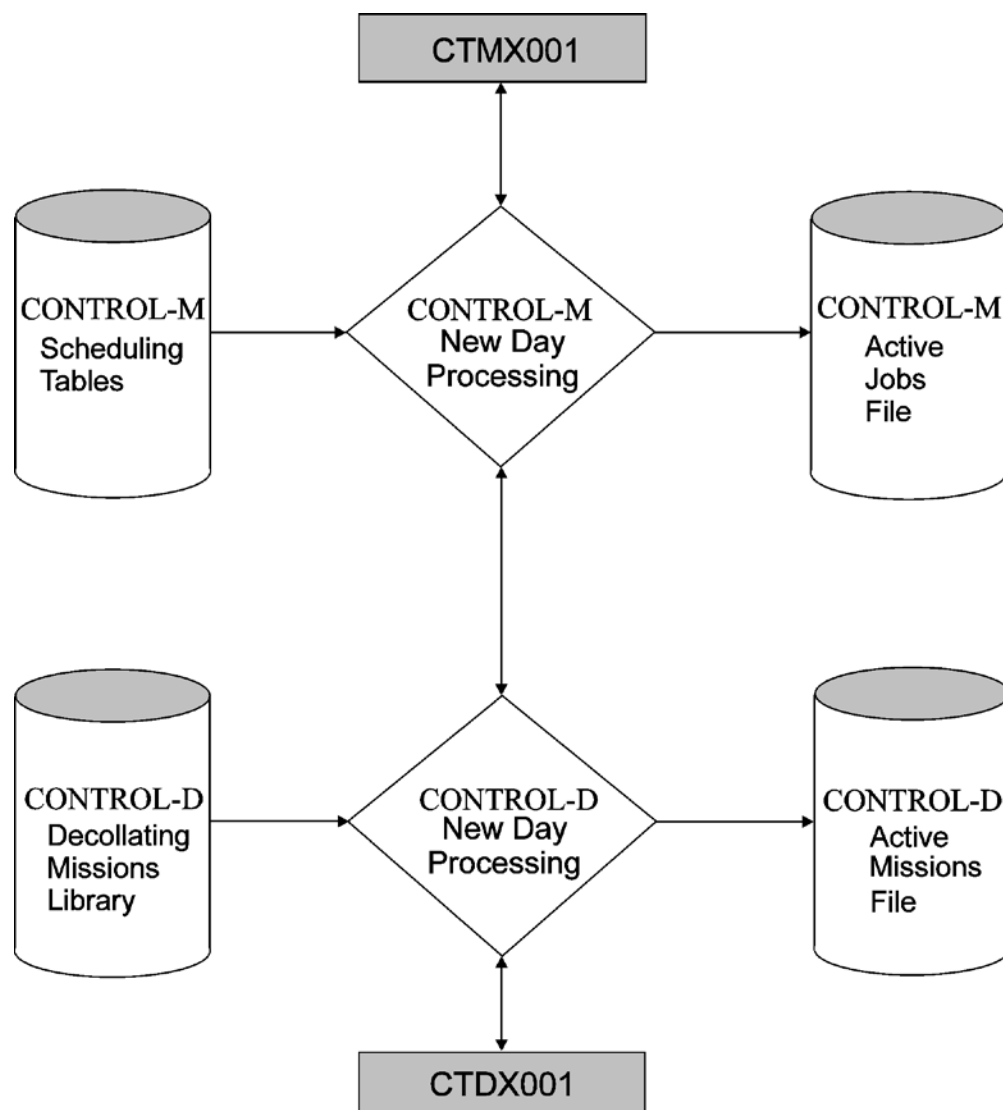 CTMX001
CONTROL-M
Scheduling
Tables
CONTROL-M
New Day
Processing
CONTROL-M
Active
Jobs
File
CONTROL-D
Decollating
Missions
Library
CONTROL-D
New Day
Processing
CONTROL-D
Active
Missions
File
CTDX001